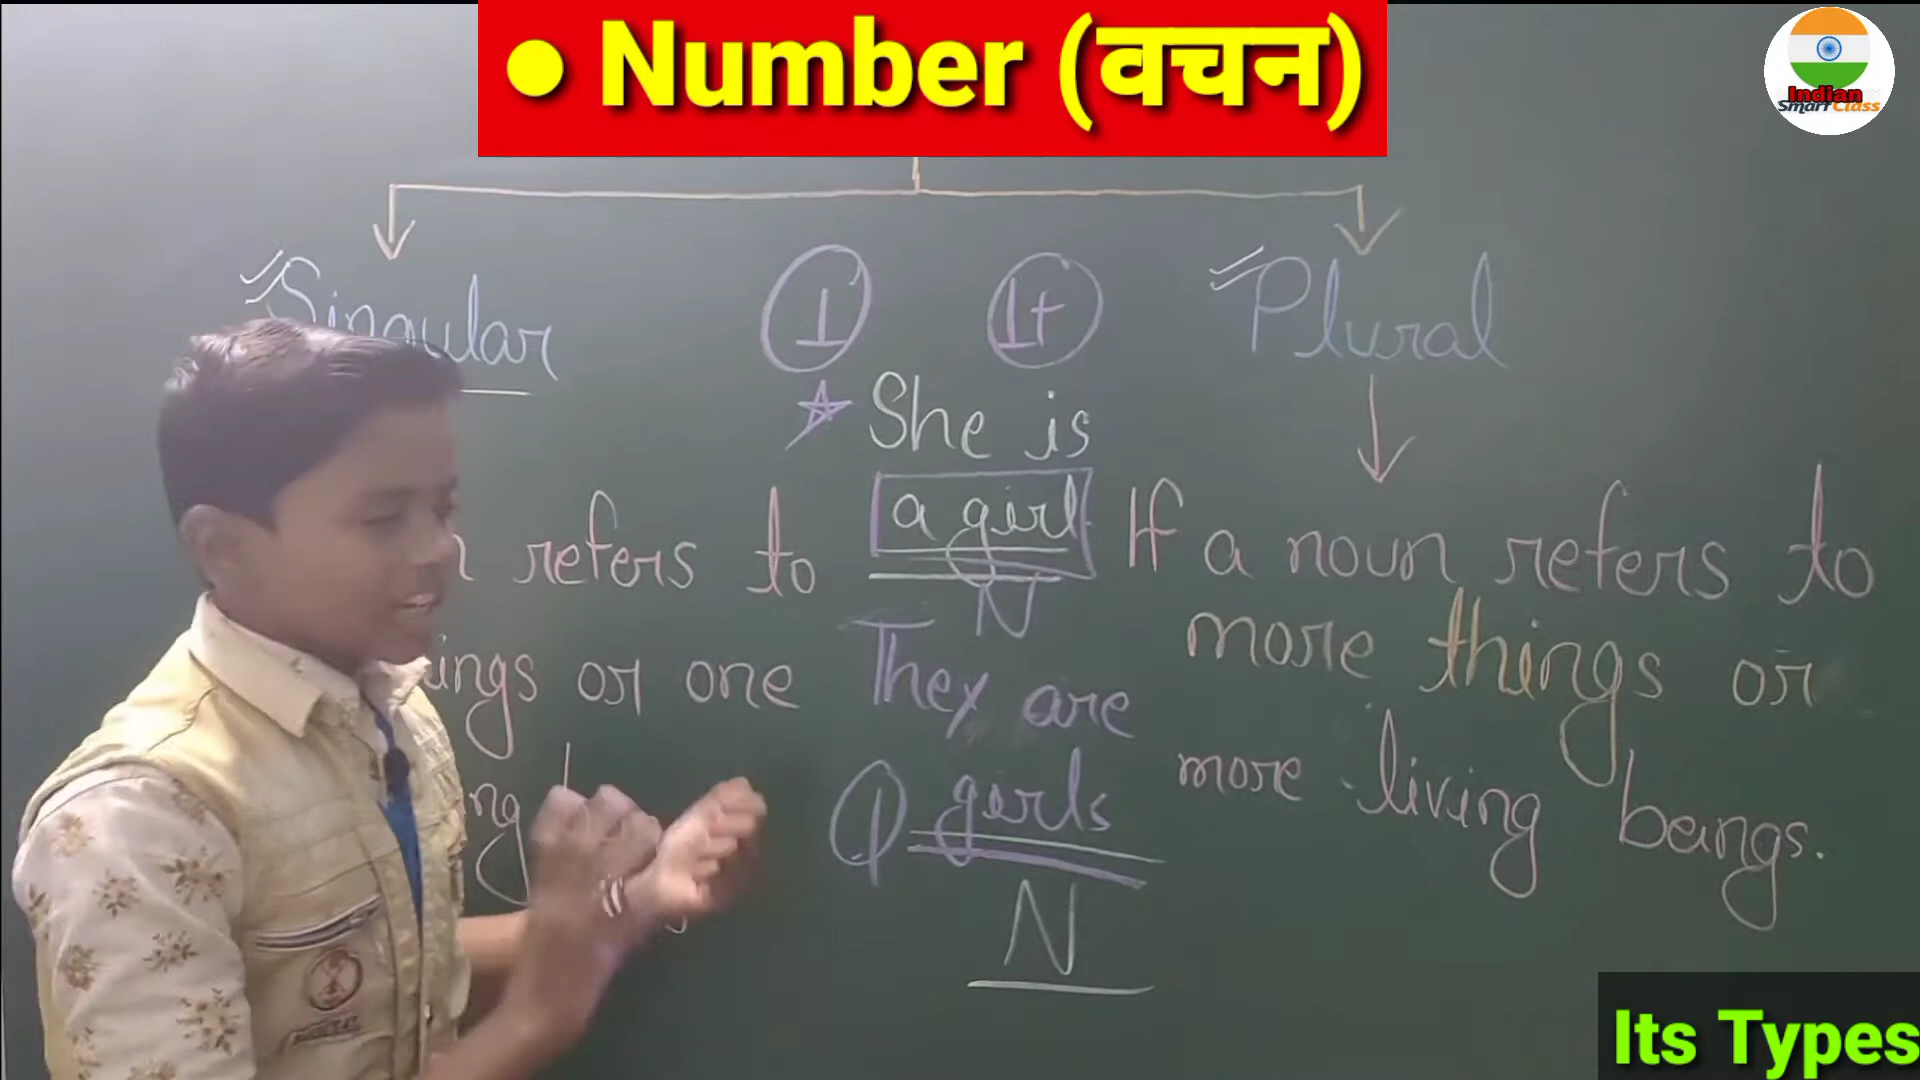 • Number (वचन)
Indian
Smart Class
Singular
I
It
Plural
She is
a girl
N
refers to
or one
They are
girls
N
If a noun refers to
more things or
more living beings.
Its Types